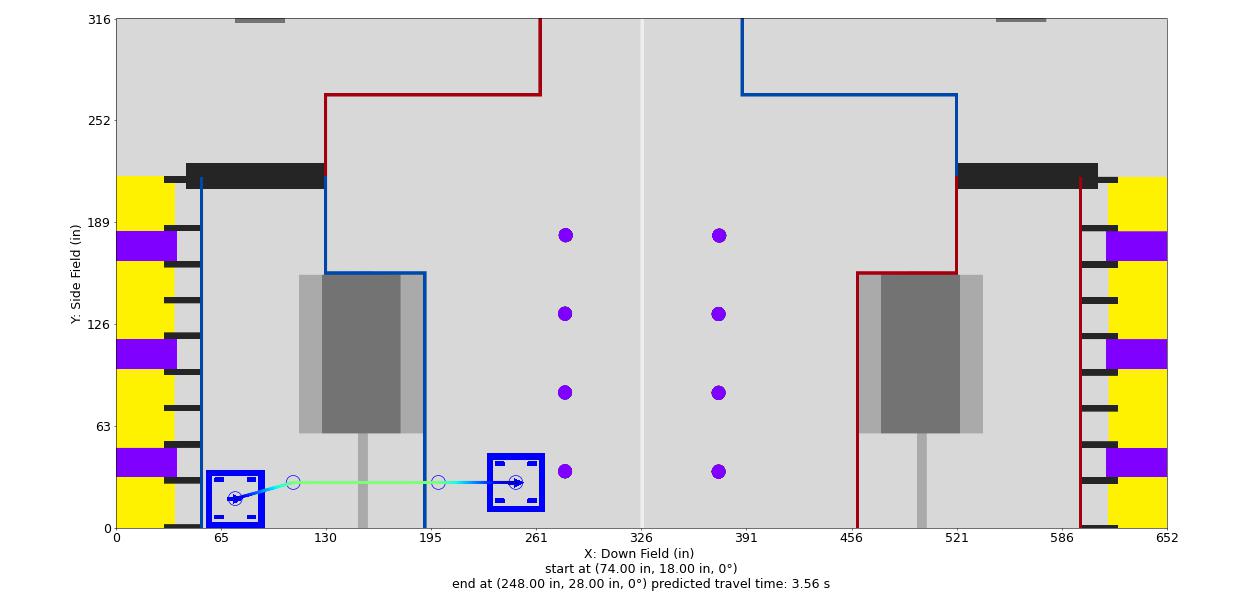 316
252
189
126
63
0
Y: Side Field (in)
0 65 130 195 261 326 391 456 521 586 652
X: Down Field (in)
start at (74.00 in, 18.00 in, 0°)
end at (248.00 in, 28.00 in, 0°) predicted travel time: 3.56 s